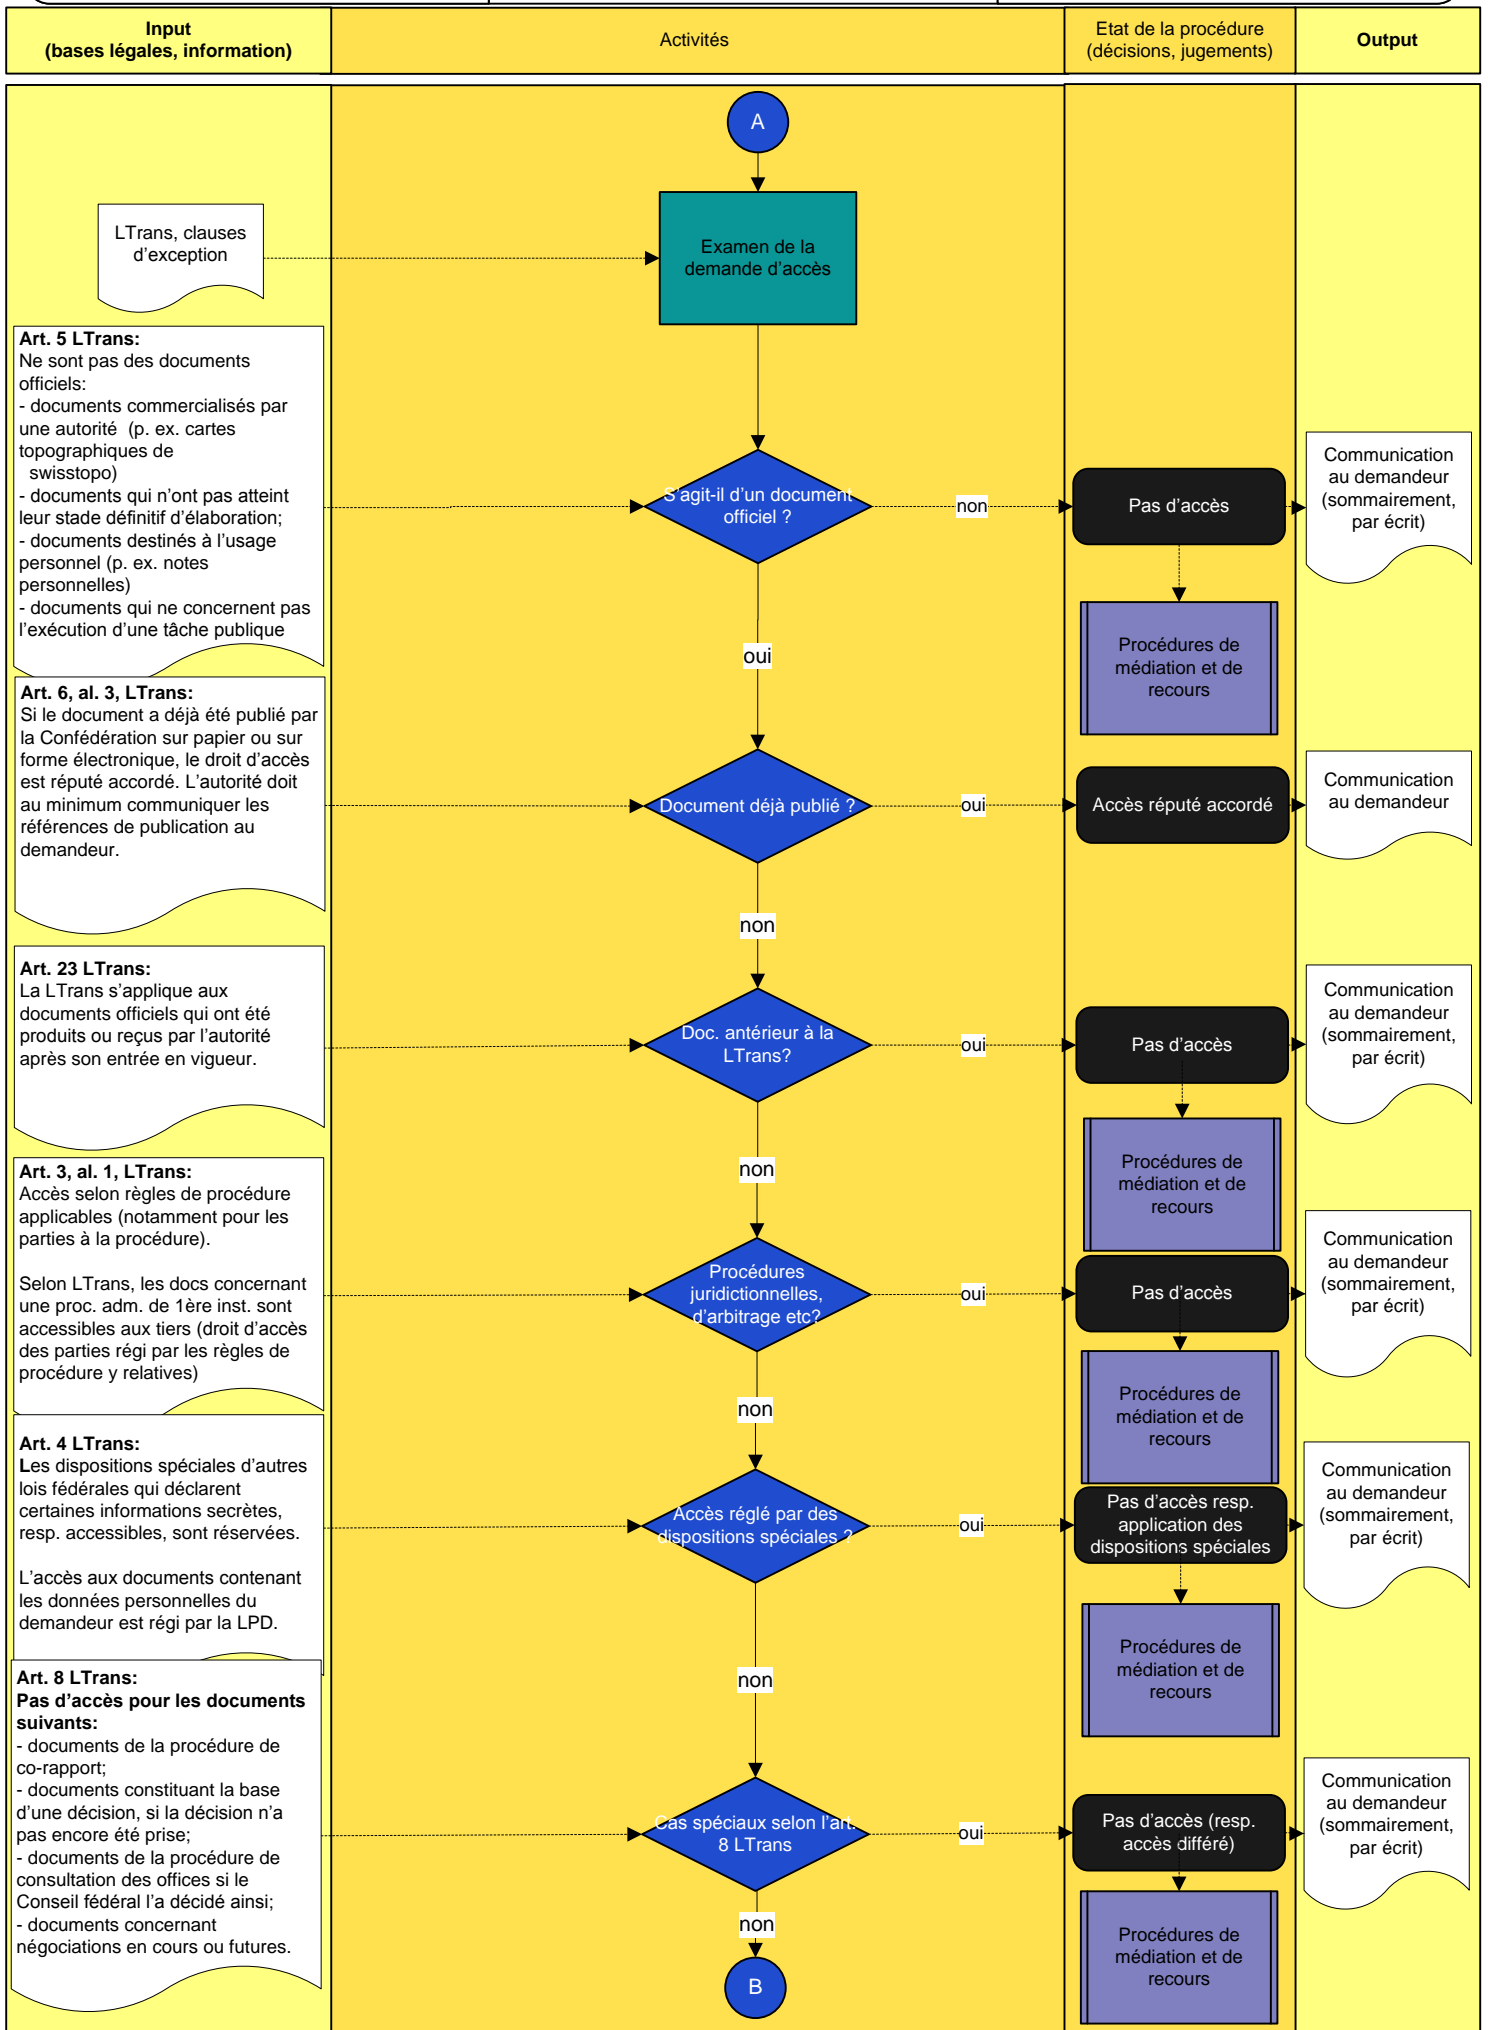 Input
(bases légales, information)
Activités
Etat de la procédure
(décisions, jugements)
Output
A
LTrans, clauses
d’exception
Examen de la
demande d’accès
Art. 5 LTrans:
Ne sont pas des documents
officiels:
- documents commercialisés par
une autorité (p. ex. cartes
topographiques de
swisstopo)
- documents qui n’ont pas atteint
leur stade définitif d’élaboration;
- documents destinés à l’usage
personnel (p. ex. notes
personnelles)
- documents qui ne concernent pas
l’exécution d’une tâche publique
S’agit-il d’un document
officiel ?
non
Pas d’accès
Communication
au demandeur
(sommairement,
par écrit)
Procédures de
médiation et de
recours
oui
Art. 6, al. 3, LTrans:
Si le document a déjà été publié par
la Confédération sur papier ou sur
forme électronique, le droit d’accès
est réputé accordé. L’autorité doit
au minimum communiquer les
références de publication au
demandeur.
Document déjà publié ?
oui
Accès réputé accordé
Communication
au demandeur
non
Art. 23 LTrans:
La LTrans s’applique aux
documents officiels qui ont été
produits ou reçus par l’autorité
après son entrée en vigueur.
Doc. antérieur à la
LTrans?
oui
Pas d’accès
Communication
au demandeur
(sommairement,
par écrit)
Procédures de
médiation et de
recours
non
Art. 3, al. 1, LTrans:
Accès selon règles de procédure
applicables (notamment pour les
parties à la procédure).
Selon LTrans, les docs concernant
une proc. adm. de 1ère inst. sont
accessibles aux tiers (droit d’accès
des parties régi par les règles de
procédure y relatives)
Procédures
juridictionnelles,
d’arbitrage etc?
oui
Pas d’accès
Communication
au demandeur
(sommairement,
par écrit)
Procédures de
médiation et de
recours
non
Art. 4 LTrans:
Les dispositions spéciales d’autres
lois fédérales qui déclarent
certaines informations secrètes,
resp. accessibles, sont réservées.
L’accès aux documents contenant
les données personnelles du
demandeur est régi par la LPD.
Accès réglé par des
dispositions spéciales ?
oui
Pas d’accès resp.
application des
dispositions spéciales
Communication
au demandeur
(sommairement,
par écrit)
Procédures de
médiation et de
recours
non
Art. 8 LTrans:
Pas d’accès pour les documents
suivants:
- documents de la procédure de
co-rapport;
- documents constituant la base
d’une décision, si la décision n’a
pas encore été prise;
- documents de la procédure de
consultation des offices si le
Conseil fédéral l’a décidé ainsi;
- documents concernant
négociations en cours ou futures.
Cas spéciaux selon l’art.
8 LTrans
oui
Pas d’accès (resp.
accès différé)
Communication
au demandeur
(sommairement,
par écrit)
Procédures de
médiation et de
recours
non
B